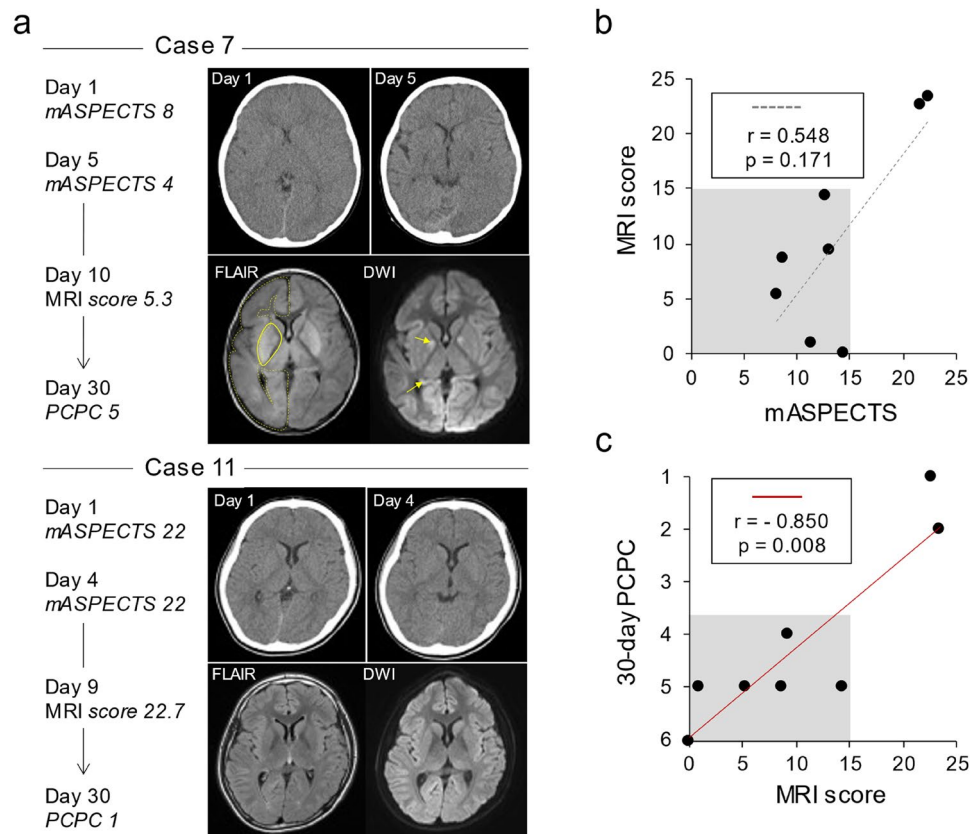 a
Case 7
Day 1
mASPECTS 8
Day 5
mASPECTS 4
Day 10
MRI score 5.3
Day 30
PCPC 5
Day 1
Day 5
FLAIR
DWI
Case 11
Day 1
mASPECTS 22
Day 4
mASPECTS 22
Day 9
MRI score 22.7
Day 30
PCPC 1
Day 1
Day 4
FLAIR
DWI
b
MRI score
25
20
15
10
5
0
r = 0.548
p = 0.171
0 5 10 15 20 25
mASPECTS
c
30-day PCPC
1
2
3
4
5
6
r = - 0.850
p = 0.008
0 5 10 15 20 25
MRI score